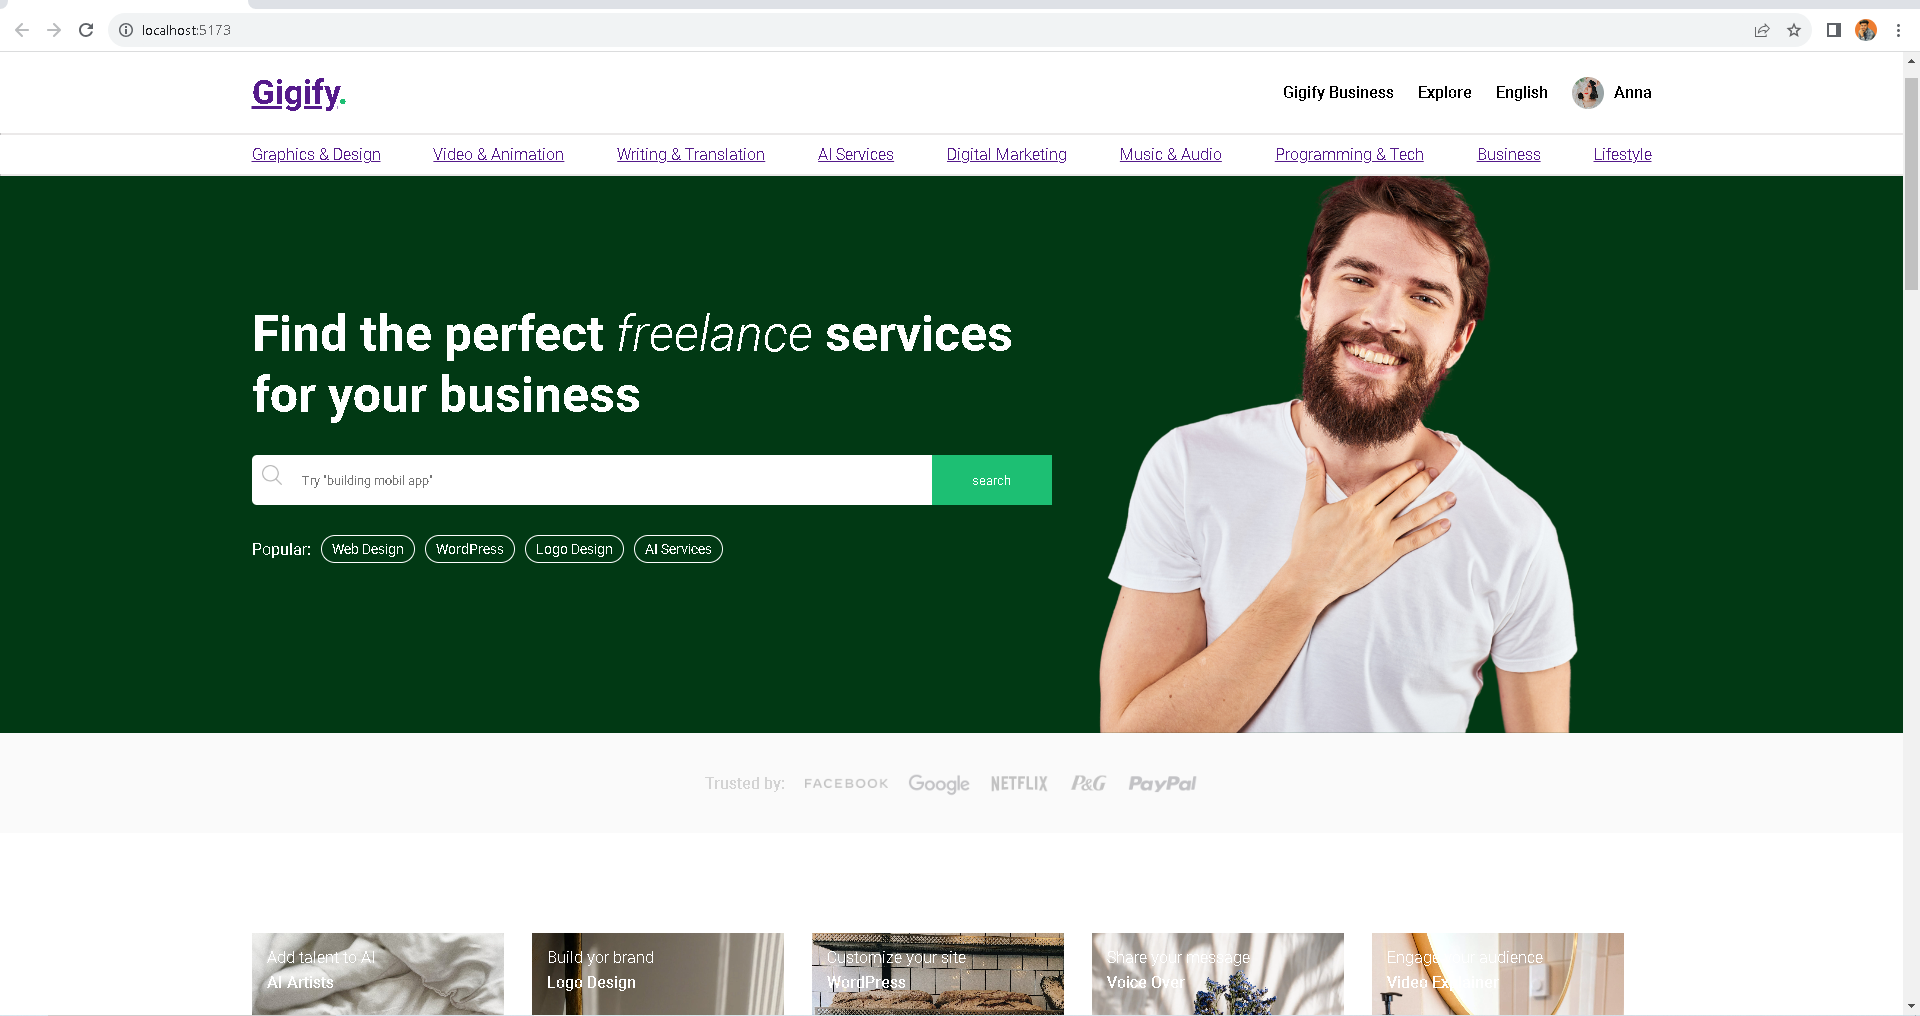 localhost:5173
Gigify.
Gigify Business Explore English Anna
Graphics & Design Video & Animation Writing & Translation AI Services Digital Marketing Music & Audio Programming & Tech Business Lifestyle
Find the perfect freelance services
for your business
Try "building mobil app"
search
Popular: Web Design WordPress Logo Design AI Services
Trusted by: FACEBOOK Google NETFLIX P&G PayPal
Add talent to AI
AI Artists
Build yor brand
Logo Design
Customize your site
WordPress
Share your message
Voice Over
Engage your audience
Video Explainer